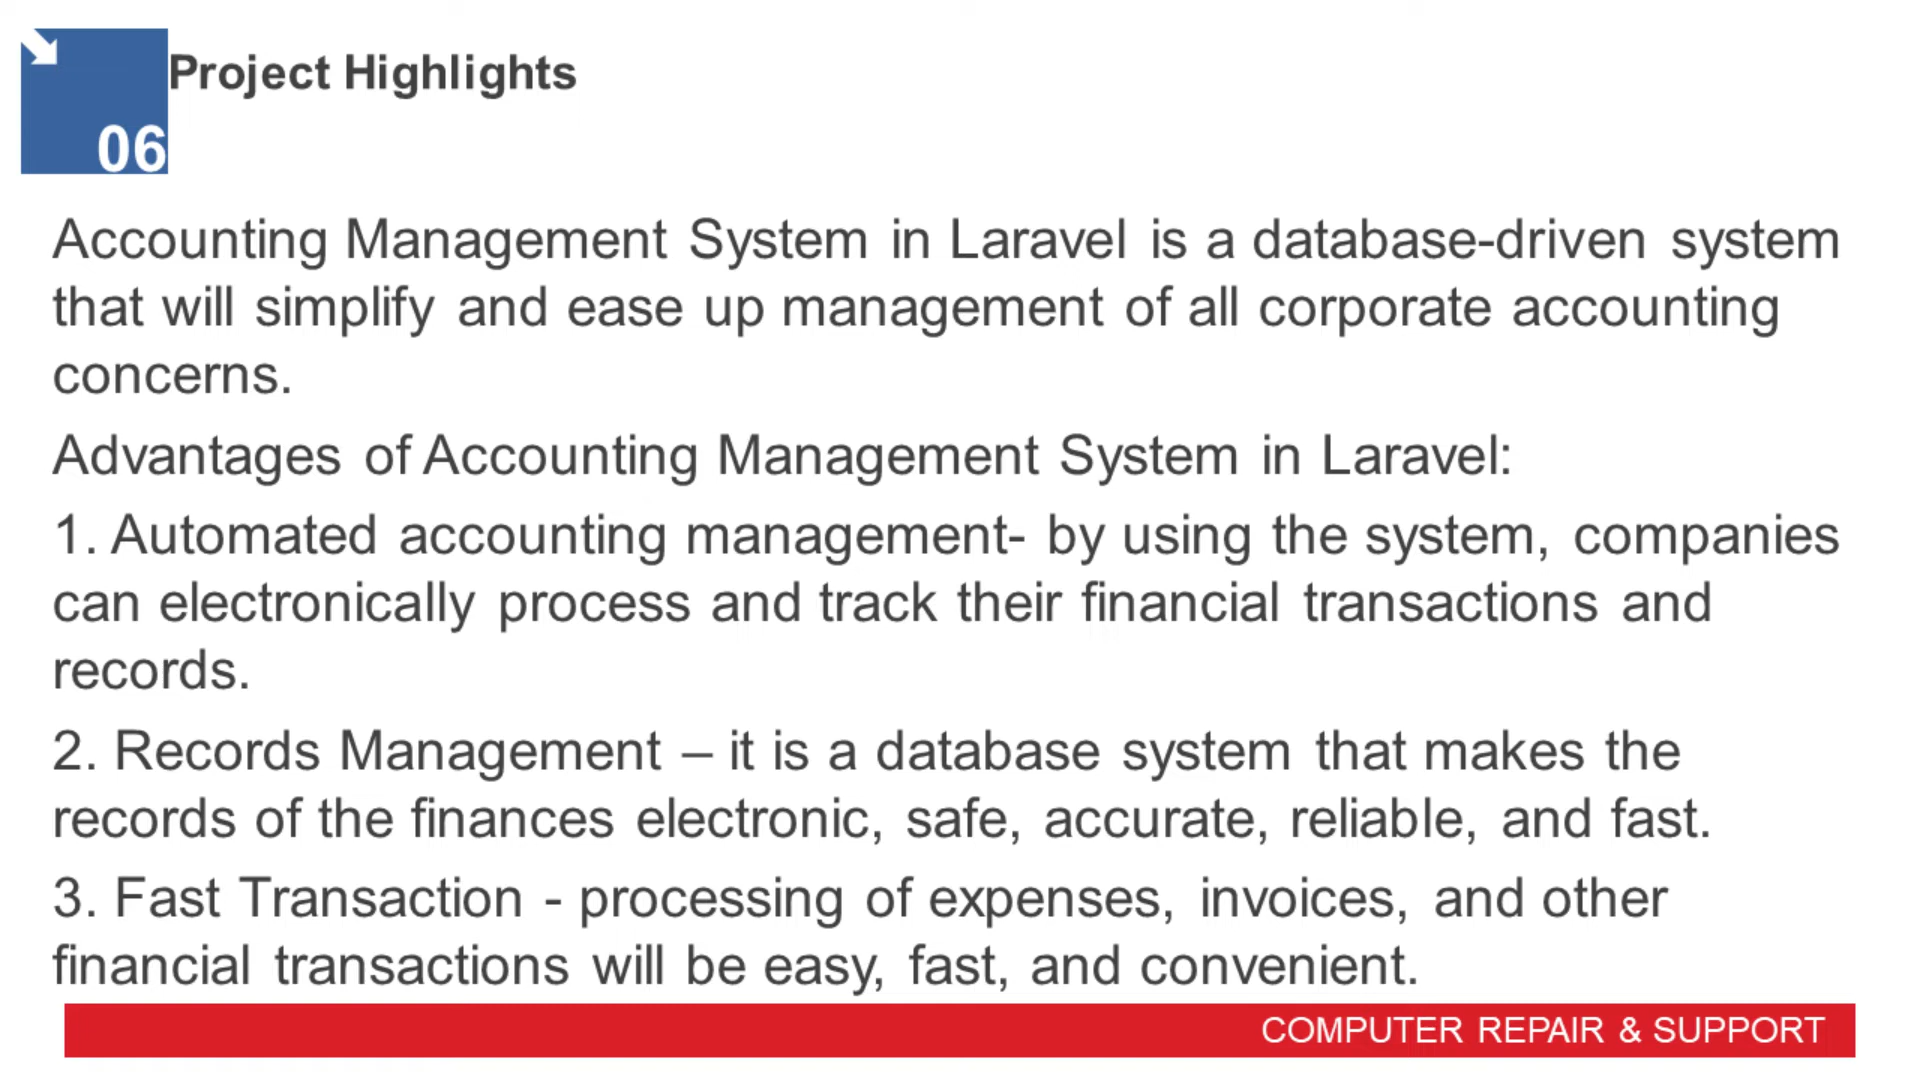 Project Highlights
06
Accounting Management System in Laravel is a database-driven system
that will simplify and ease up management of all corporate accounting
concerns.
Advantages of Accounting Management System in Laravel:
1. Automated accounting management- by using the system, companies
can electronically process and track their financial transactions and
records.
2. Records Management – it is a database system that makes the
records of the finances electronic, safe, accurate, reliable, and fast.
3. Fast Transaction - processing of expenses, invoices, and other
financial transactions will be easy, fast, and convenient.
COMPUTER REPAIR & SUPPORT